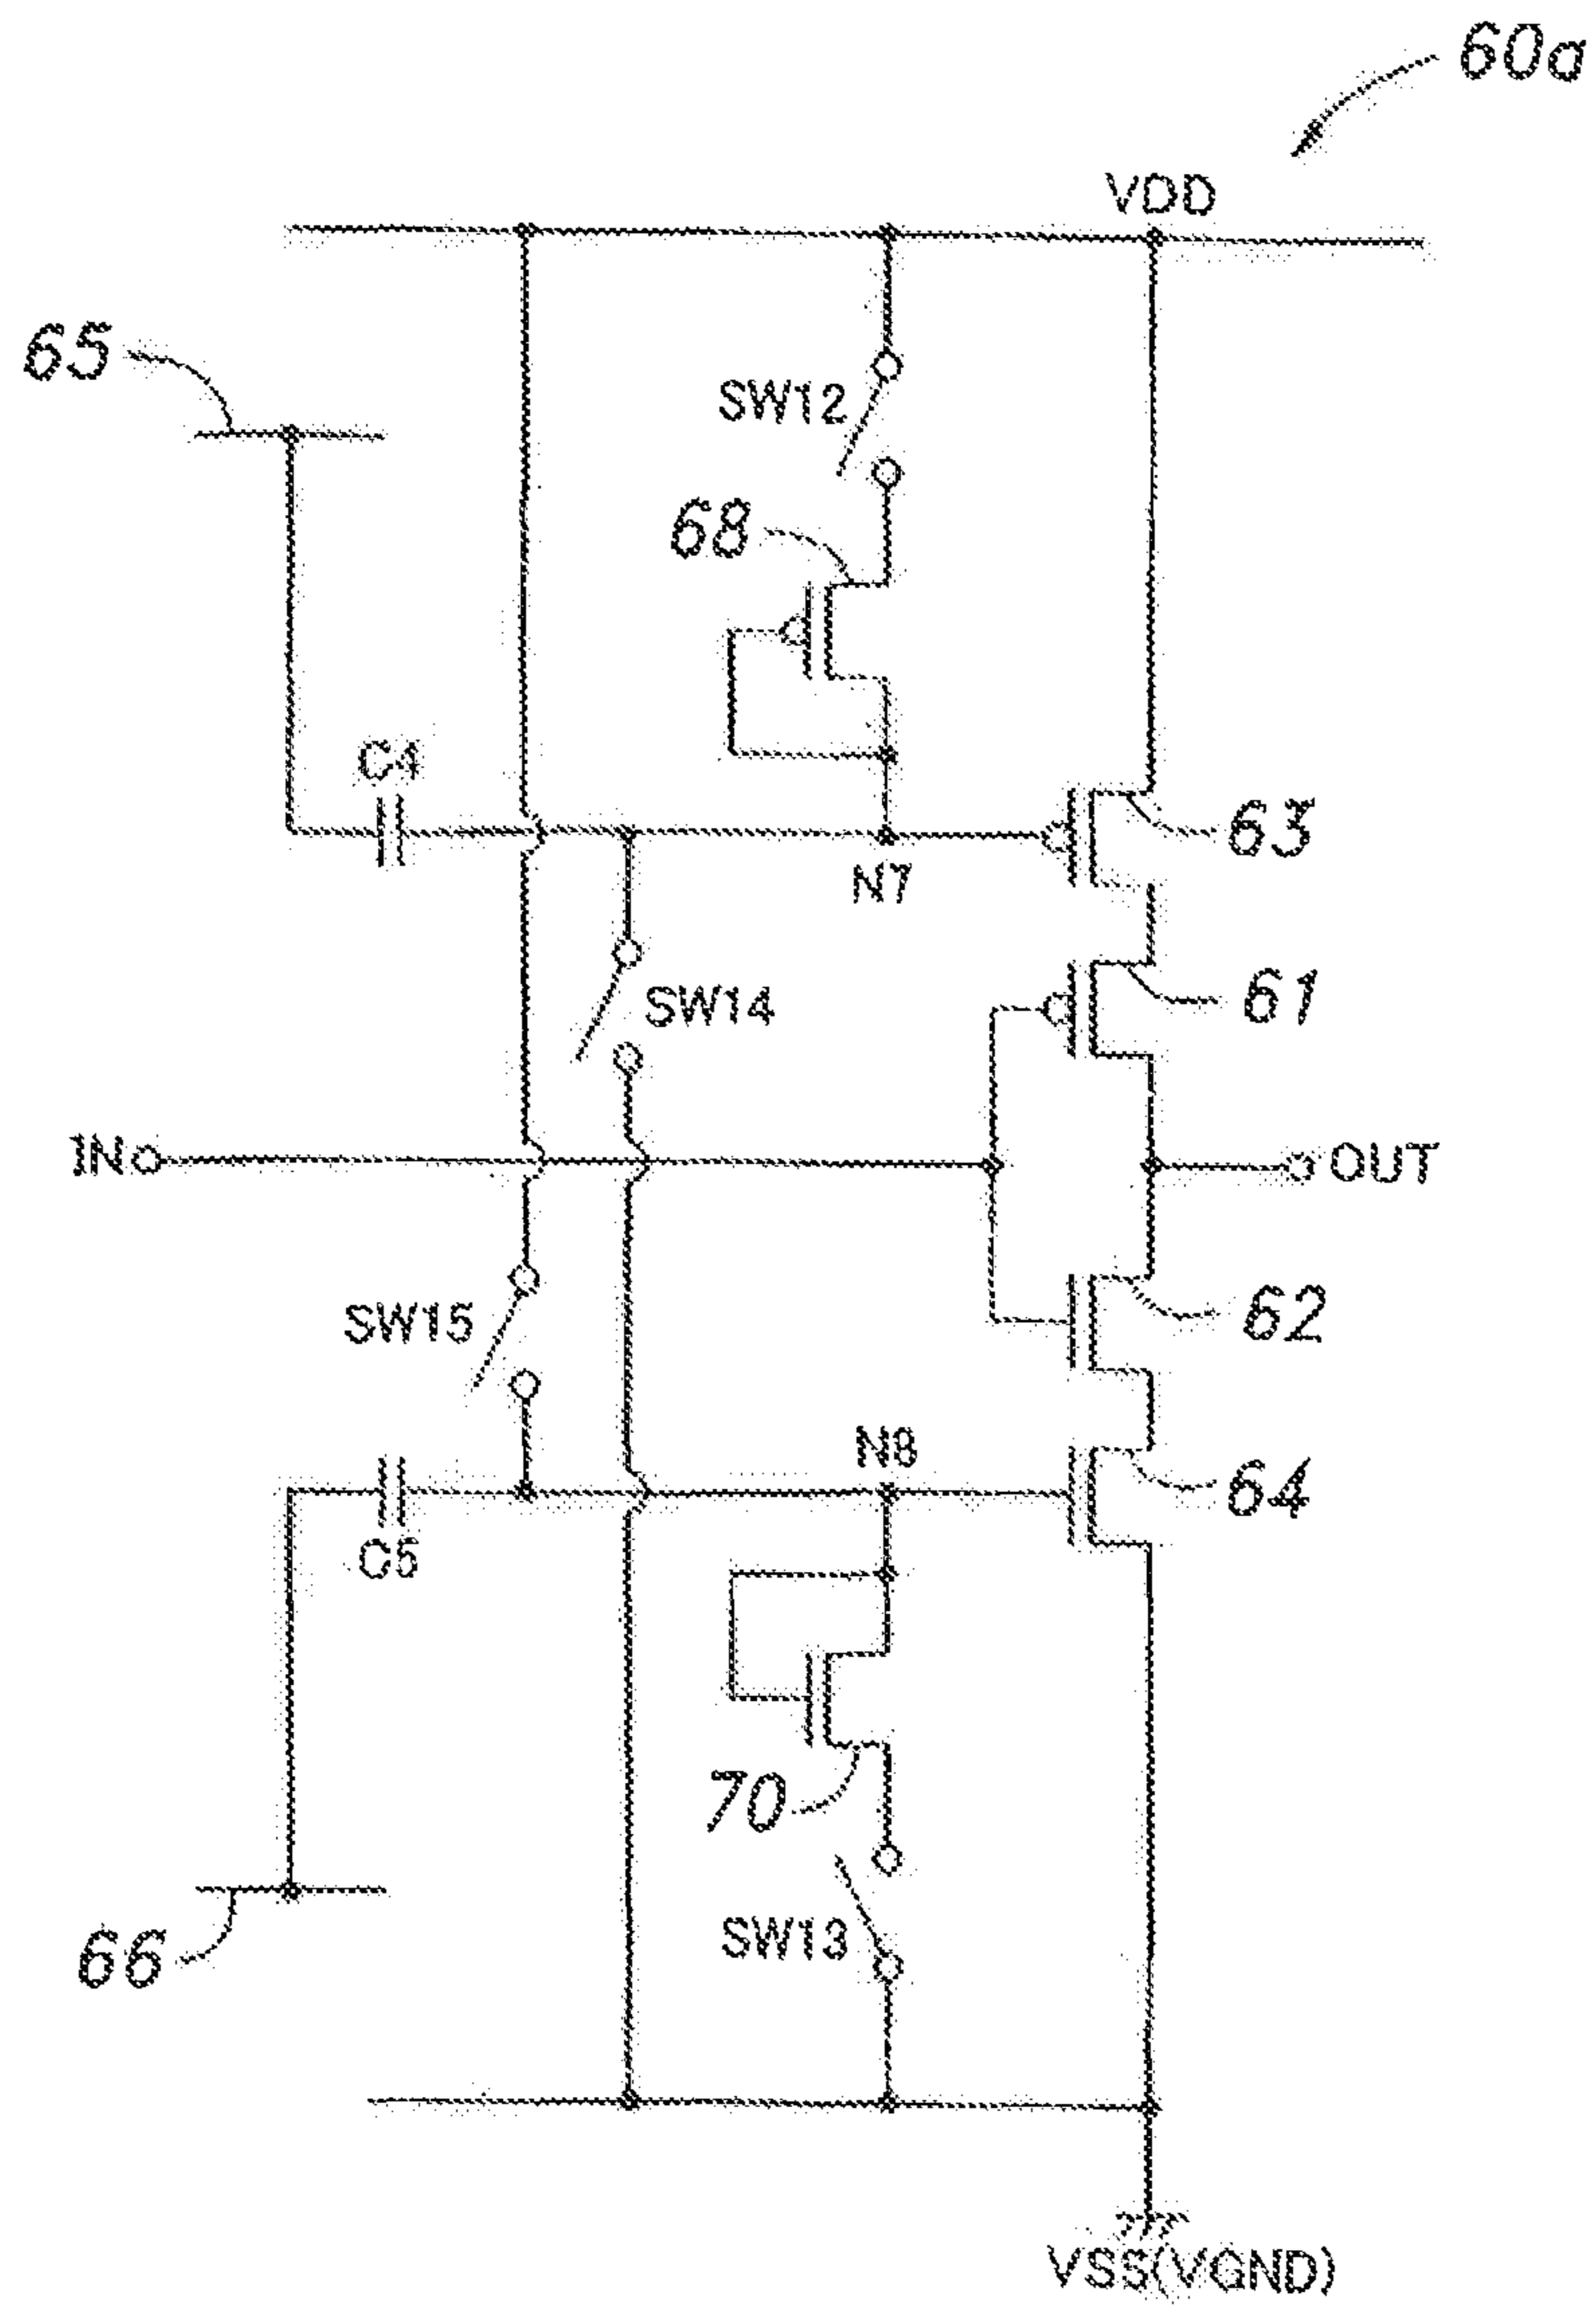 60a
VDD
65
SW12
68
C4
63
N7
61
SW14
IN
OUT
SW15
62
N8
64
C5
70
SW13
66
VSS(VGND)